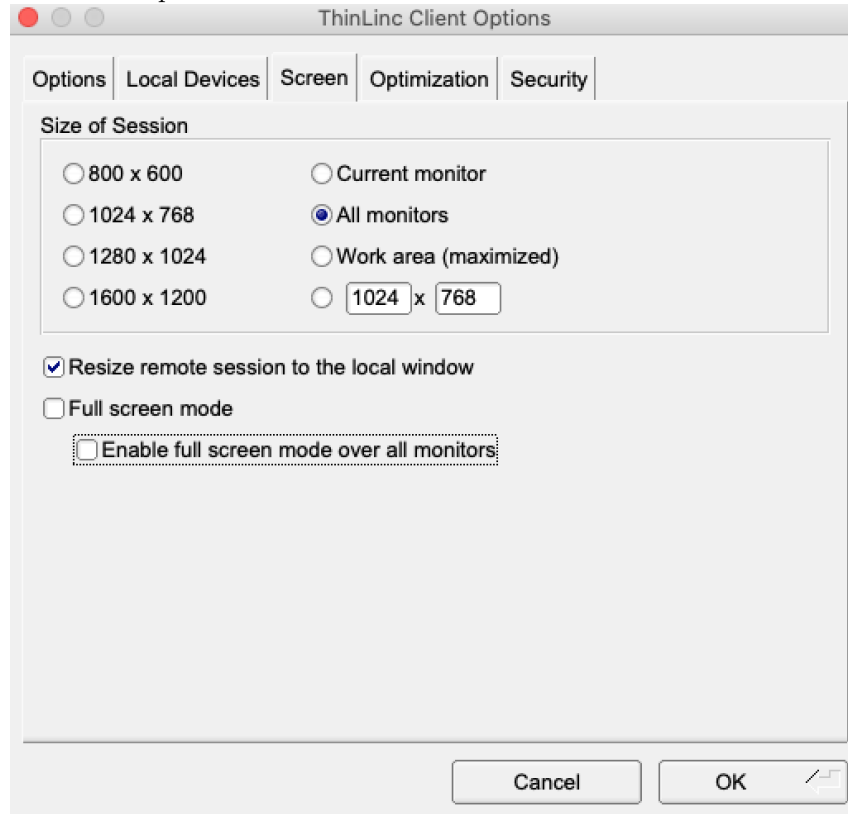 ThinLinc Client Options
Options Local Devices Screen Optimization Security
Size of Session
800 x 600 Current monitor
1024 x 768 All monitors
1280 x 1024 Work area (maximized)
1600 x 1200 1024 x 768
Resize remote session to the local window
Full screen mode
Enable full screen mode over all monitors
Cancel OK